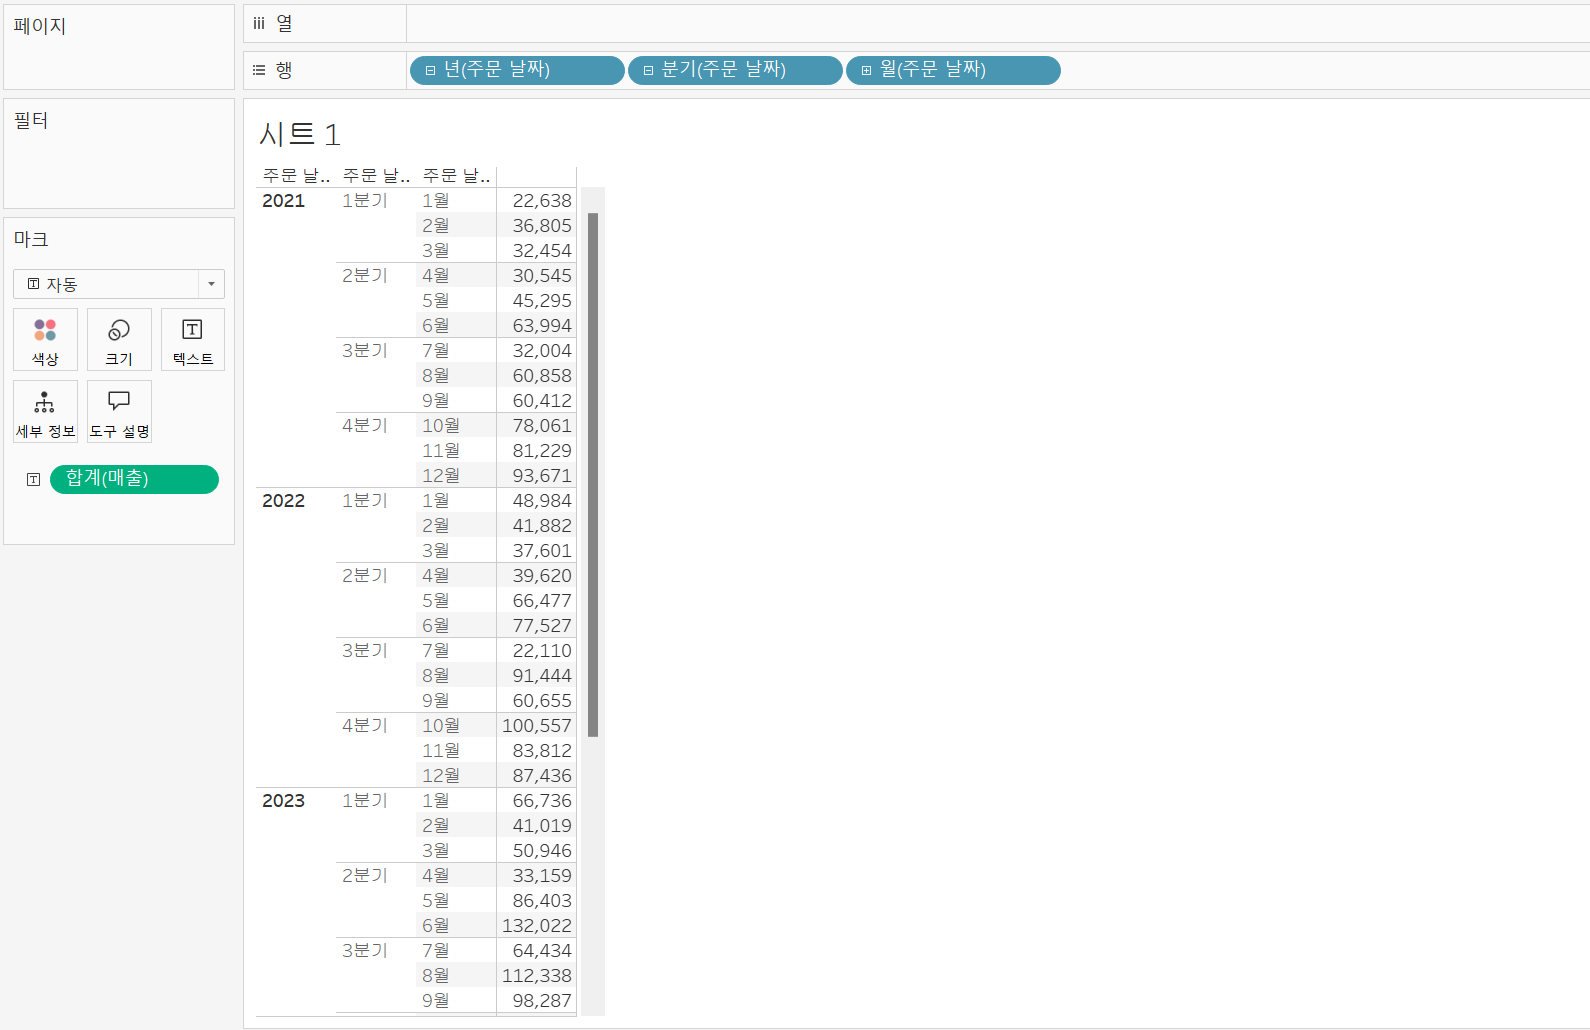 페이지
열
행
년(주문 날짜) 분기(주문 날짜) 월(주문 날짜)
필터
마크
자동
색상 크기 텍스트
세부 정보 도구 설명
합계(매출)
시트 1
주문 날.. 주문 날.. 주문 날..
2021 1분기 1월 22,638
2월 36,805
3월 32,454
2분기 4월 30,545
5월 45,295
6월 63,994
3분기 7월 32,004
8월 60,858
9월 60,412
4분기 10월 78,061
11월 81,229
12월 93,671
2022 1분기 1월 48,984
2월 41,882
3월 37,601
2분기 4월 39,620
5월 66,477
6월 77,527
3분기 7월 22,110
8월 91,444
9월 60,655
4분기 10월 100,557
11월 83,812
12월 87,436
2023 1분기 1월 66,736
2월 41,019
3월 50,946
2분기 4월 33,159
5월 86,403
6월 132,022
3분기 7월 64,434
8월 112,338
9월 98,287